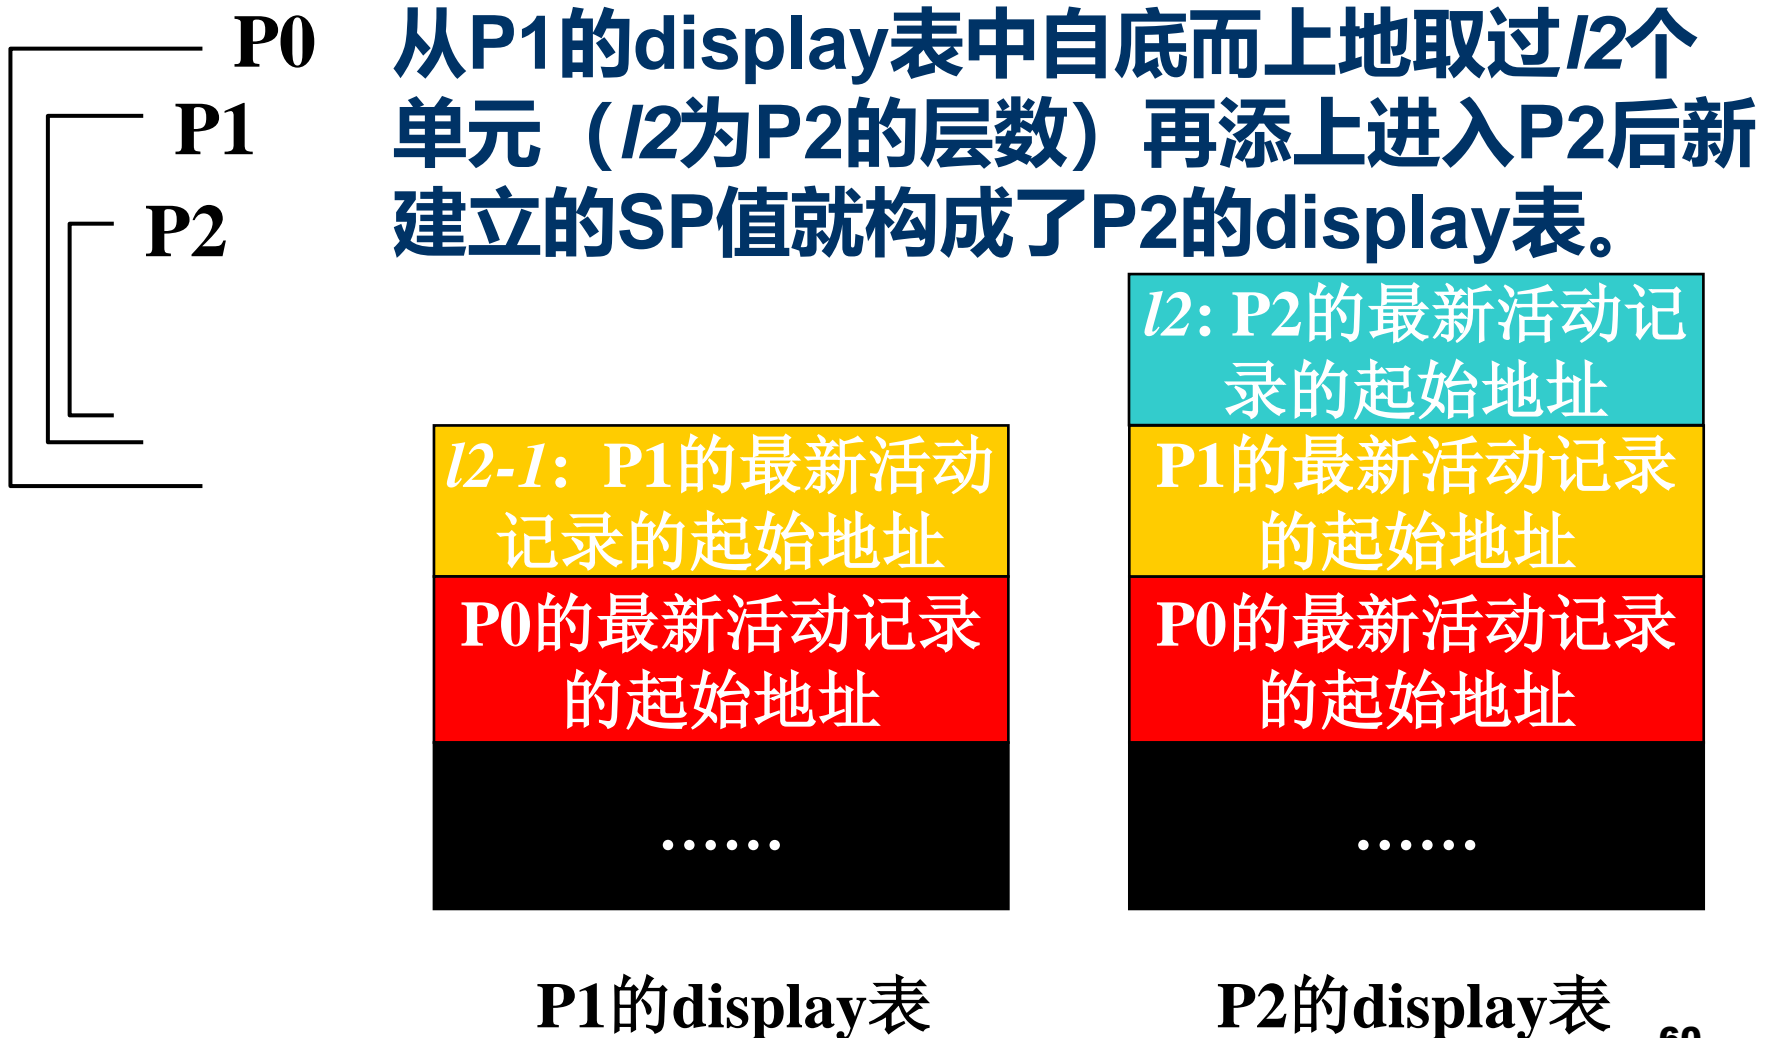 P0
P1
P2
从P1的display表中自底而上地取过l2个
单元（l2为P2的层数）再添上进入P2后新
建立的SP值就构成了P2的display表。
l2-1: P1的最新活动
记录的起始地址
P0的最新活动记录
的起始地址
……
P1的display表
l2: P2的最新活动记
录的起始地址
P1的最新活动记录
的起始地址
P0的最新活动记录
的起始地址
……
P2的display表